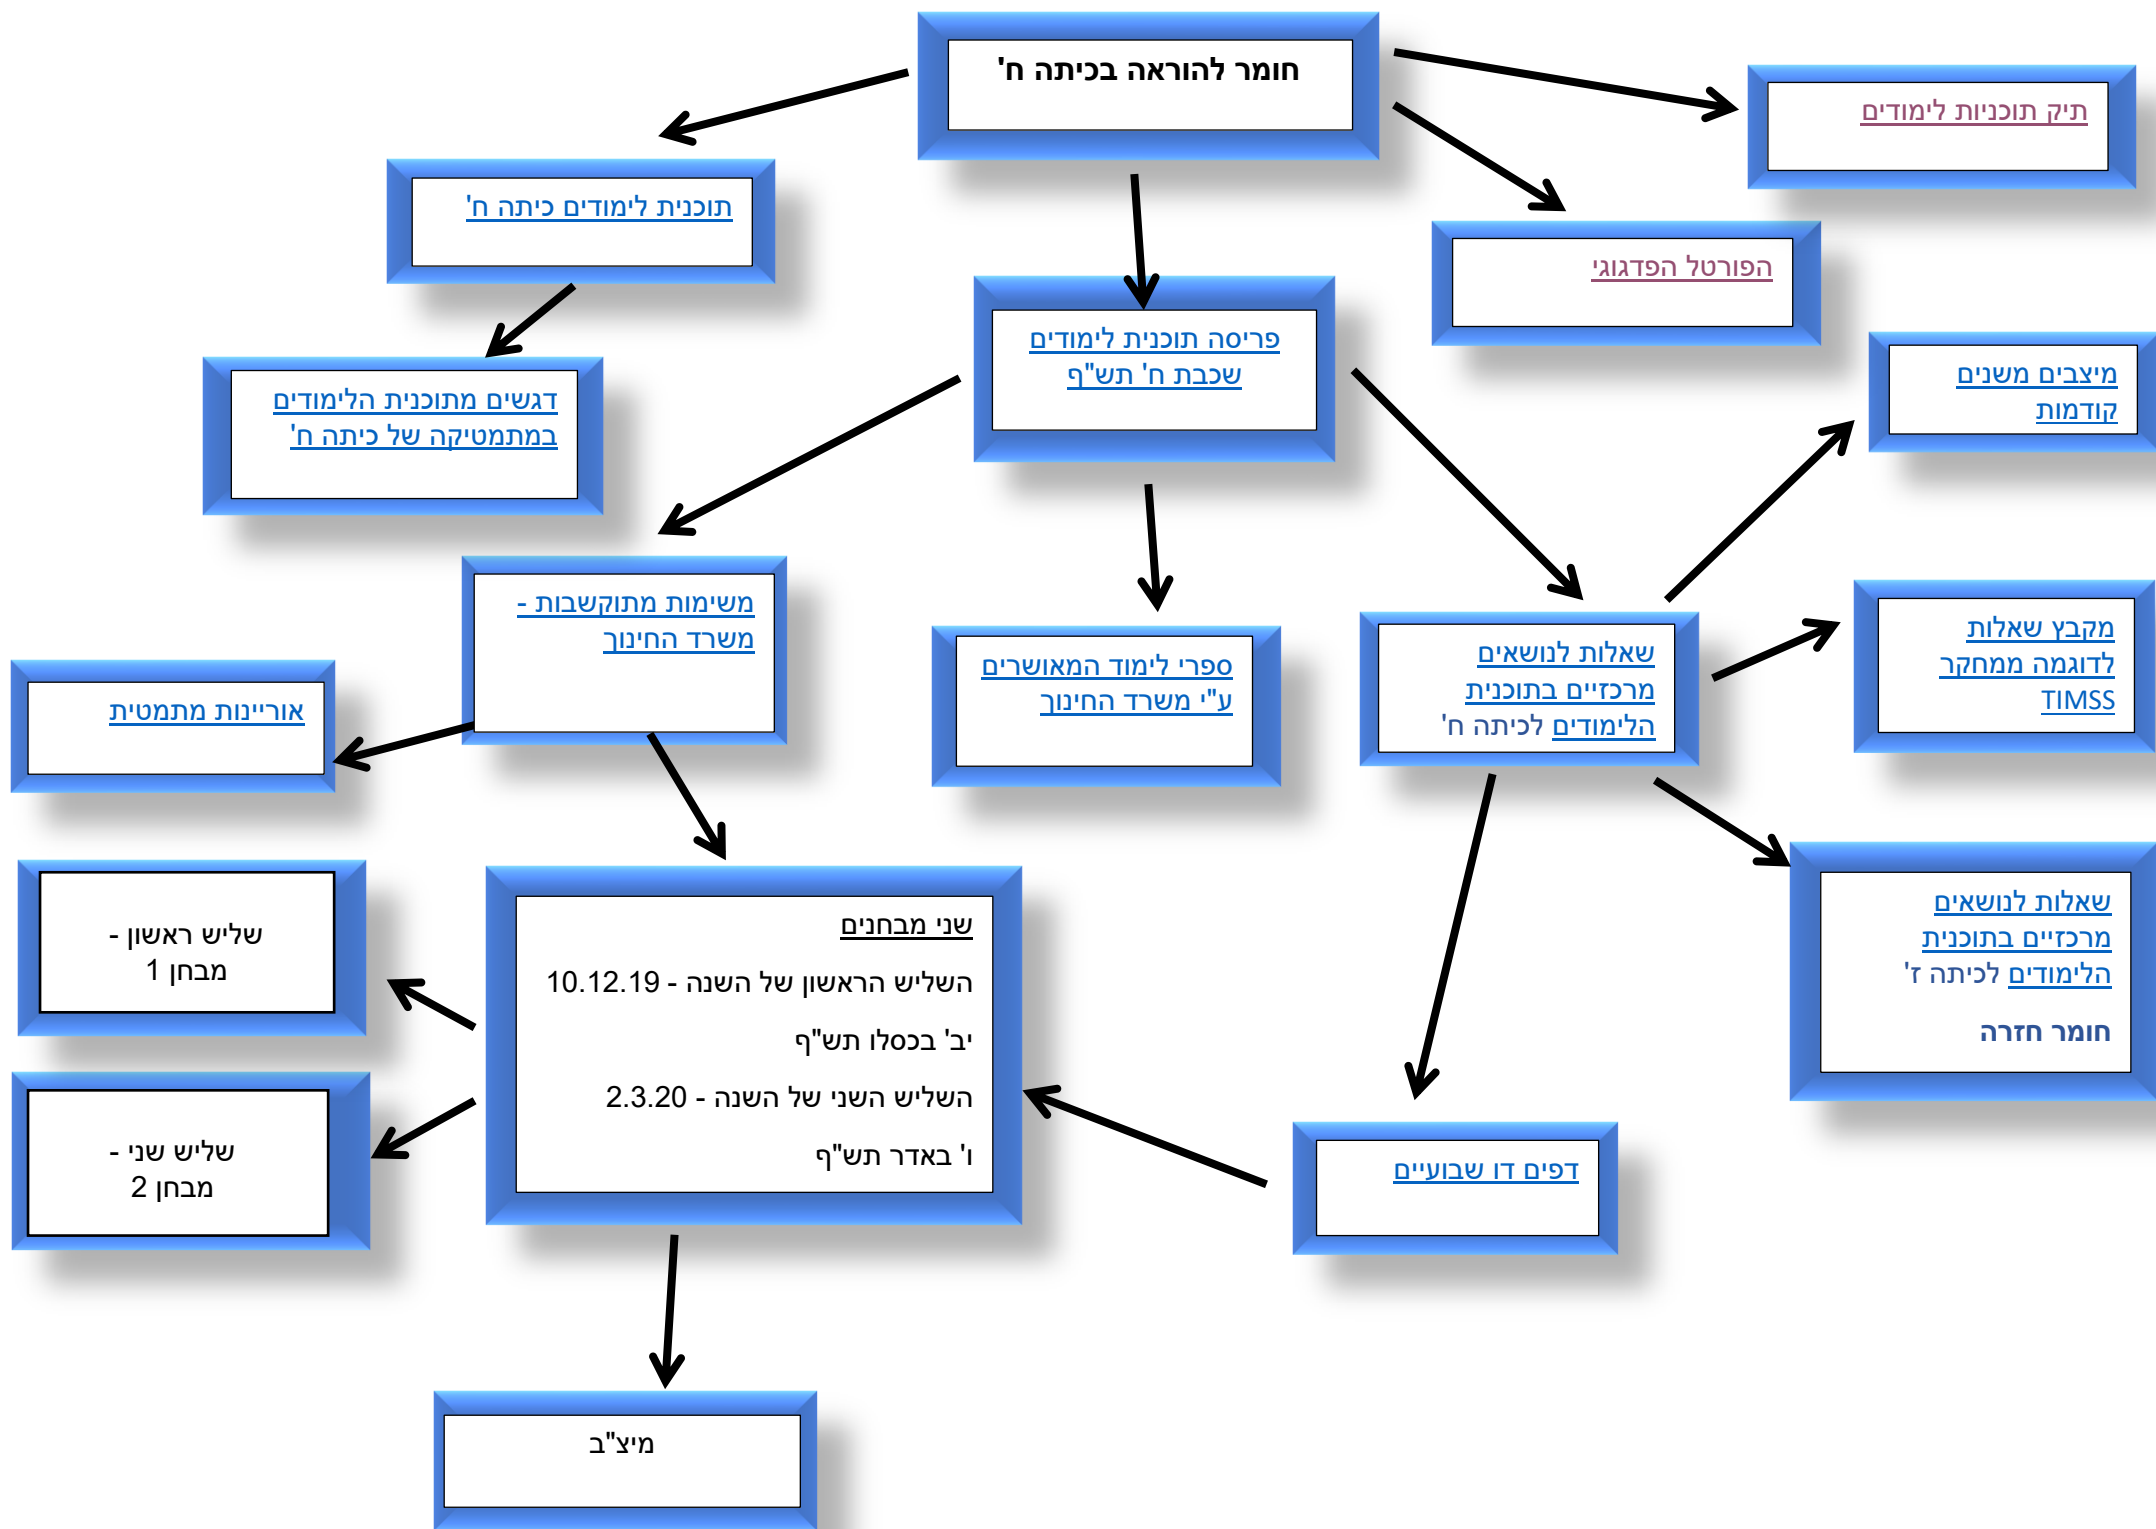 חומר להוראה בכיתה ח'
תיק תוכניות לימודים
תוכנית לימודים כיתה ח'
הפורטל הפדגוגי
פריסה תוכנית לימודים
שכבת ח' תש"ף
מיצבים משנים
קודמות
דגשים מתוכנית הלימודים
במתמטיקה של כיתה ח'
משימות מתוקשבות -
משרד החינוך
ספרי לימוד המאושרים
ע"י משרד החינוך
שאלות לנושאים
מרכזיים בתוכנית
הלימודים לכיתה ח'
מקבץ שאלות
לדוגמה ממחקר
TIMSS
אוריינות מתמטית
שאלות לנושאים
מרכזיים בתוכנית
הלימודים לכיתה ז'
חומר חזרה
שני מבחנים
השליש הראשון של השנה - 10.12.19
יב' בכסלו תש"ף
השליש השני של השנה - 2.3.20
ו' באדר תש"ף
שליש ראשון -
מבחן 1
שליש שני -
מבחן 2
דפים דו שבועיים
מיצ"ב